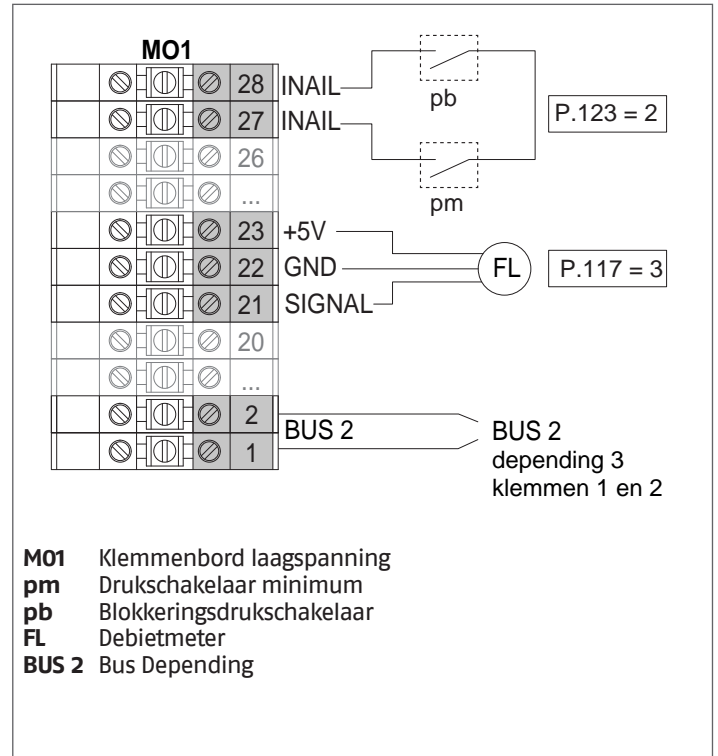 MO1
28 INAIL
pb
P.123 = 2
27 INAIL
26
pm
...
23 +5V
22 GND
FL
P.117 = 3
21 SIGNAL
20
...
2
BUS 2
1
BUS 2
depending 3
klemmen 1 en 2
MO1 Klemmenbord laagspanning
pm Drukschakelaar minimum
pb Blokkeringsdrukschakelaar
FL Debietmeter
BUS 2 Bus Depending